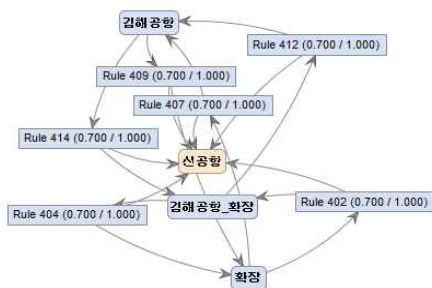 김해공항
Rule 412 (0.700 / 1.000)
Rule 409 (0.700 / 1.000)
Rule 407 (0.700 / 1.000)
Rule 414 (0.700 / 1.000)
신공항
김해공항_확장
Rule 402 (0.700 / 1.000)
Rule 404 (0.700 / 1.000)
확장